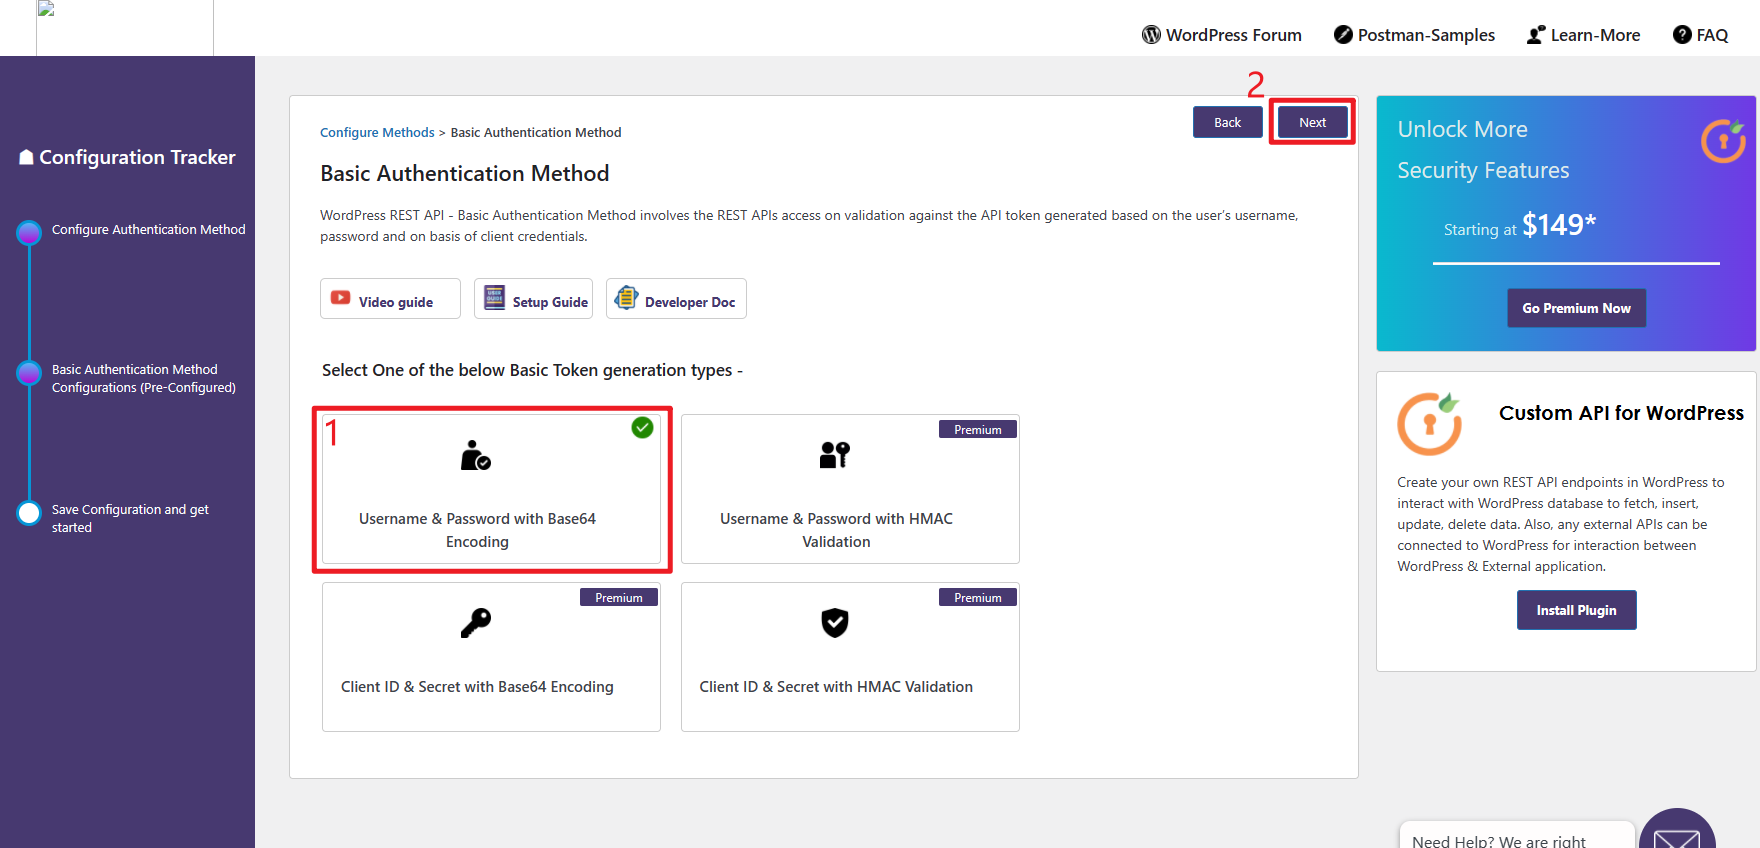 WordPress Forum
Postman-Samples
Learn-More
FAQ
Configuration Tracker
Configure Authentication Method
Basic Authentication Method
Configurations (Pre-Configured)
Save Configuration and get
started
Configure Methods > Basic Authentication Method
Back
2
Next
Basic Authentication Method
WordPress REST API - Basic Authentication Method involves the REST APIs access on validation against the API token generated based on the user's username,
password and on basis of client credentials.
Video guide
USER GUIDE
Setup Guide
Developer Doc
Select One of the below Basic Token generation types -
1
Username & Password with Base64
Encoding
Premium
Username & Password with HMAC
Validation
Premium
Client ID & Secret with Base64 Encoding
Premium
Client ID & Secret with HMAC Validation
Unlock More
Security Features
Starting at $149*
Go Premium Now
Custom API for WordPress
Create your own REST API endpoints in WordPress to
interact with WordPress database to fetch, insert,
update, delete data. Also, any external APIs can be
connected to WordPress for interaction between
WordPress & External application.
Install Plugin
Need Help? We are right